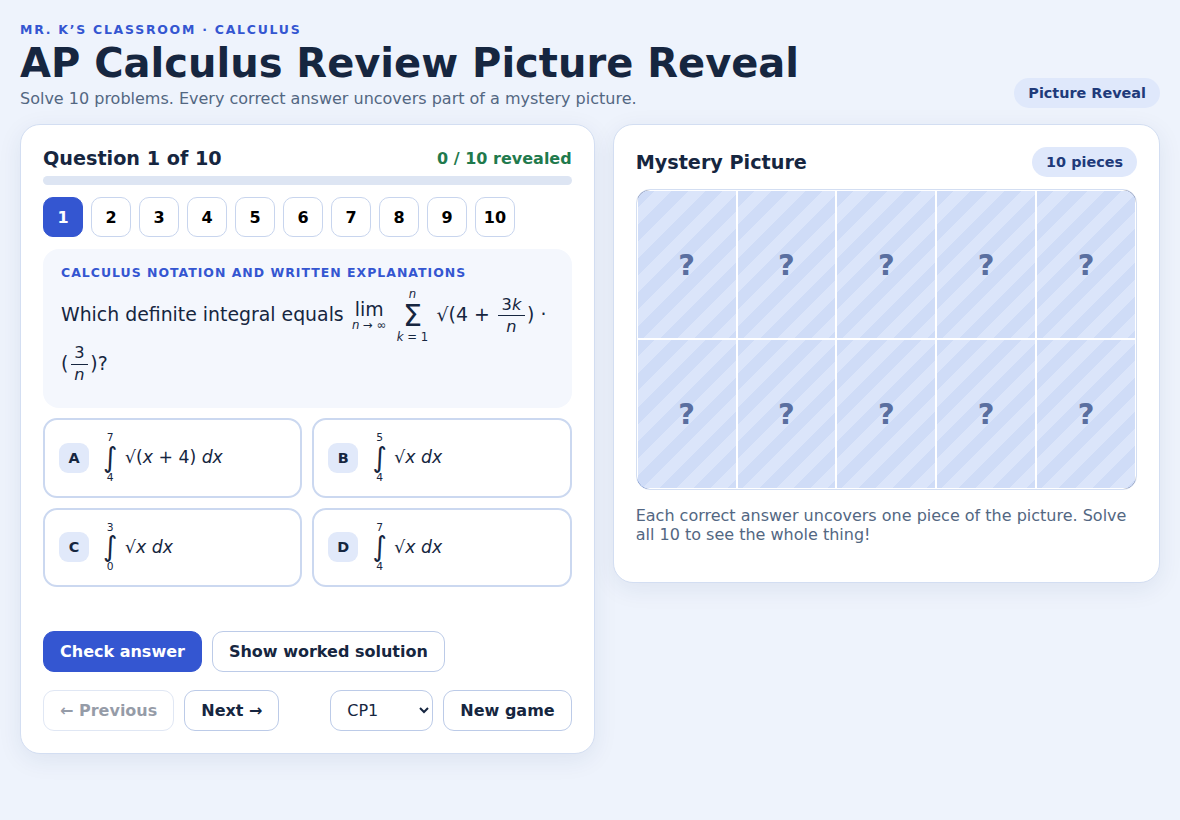 MR. K’S CLASSROOM · CALCULUS
AP Calculus Review Picture Reveal
Solve 10 problems. Every correct answer uncovers part of a mystery picture.
Picture Reveal
Question 1 of 10
0 / 10 revealed
1 2 3 4 5 6 7 8 9 10
CALCULUS NOTATION AND WRITTEN EXPLANATIONS
Which definite integral equals lim n → ∞ n Σ k = 1 √(4 + 3k/n) ·
(3/n)?
A 7 ∫ 4 √(x + 4) dx
B 5 ∫ 4 √x dx
C 3 ∫ 0 √x dx
D 7 ∫ 4 √x dx
Check answer
Show worked solution
← Previous
Next →
CP1
New game
Mystery Picture
10 pieces
? ? ? ? ?
? ? ? ? ?
Each correct answer uncovers one piece of the picture. Solve
all 10 to see the whole thing!